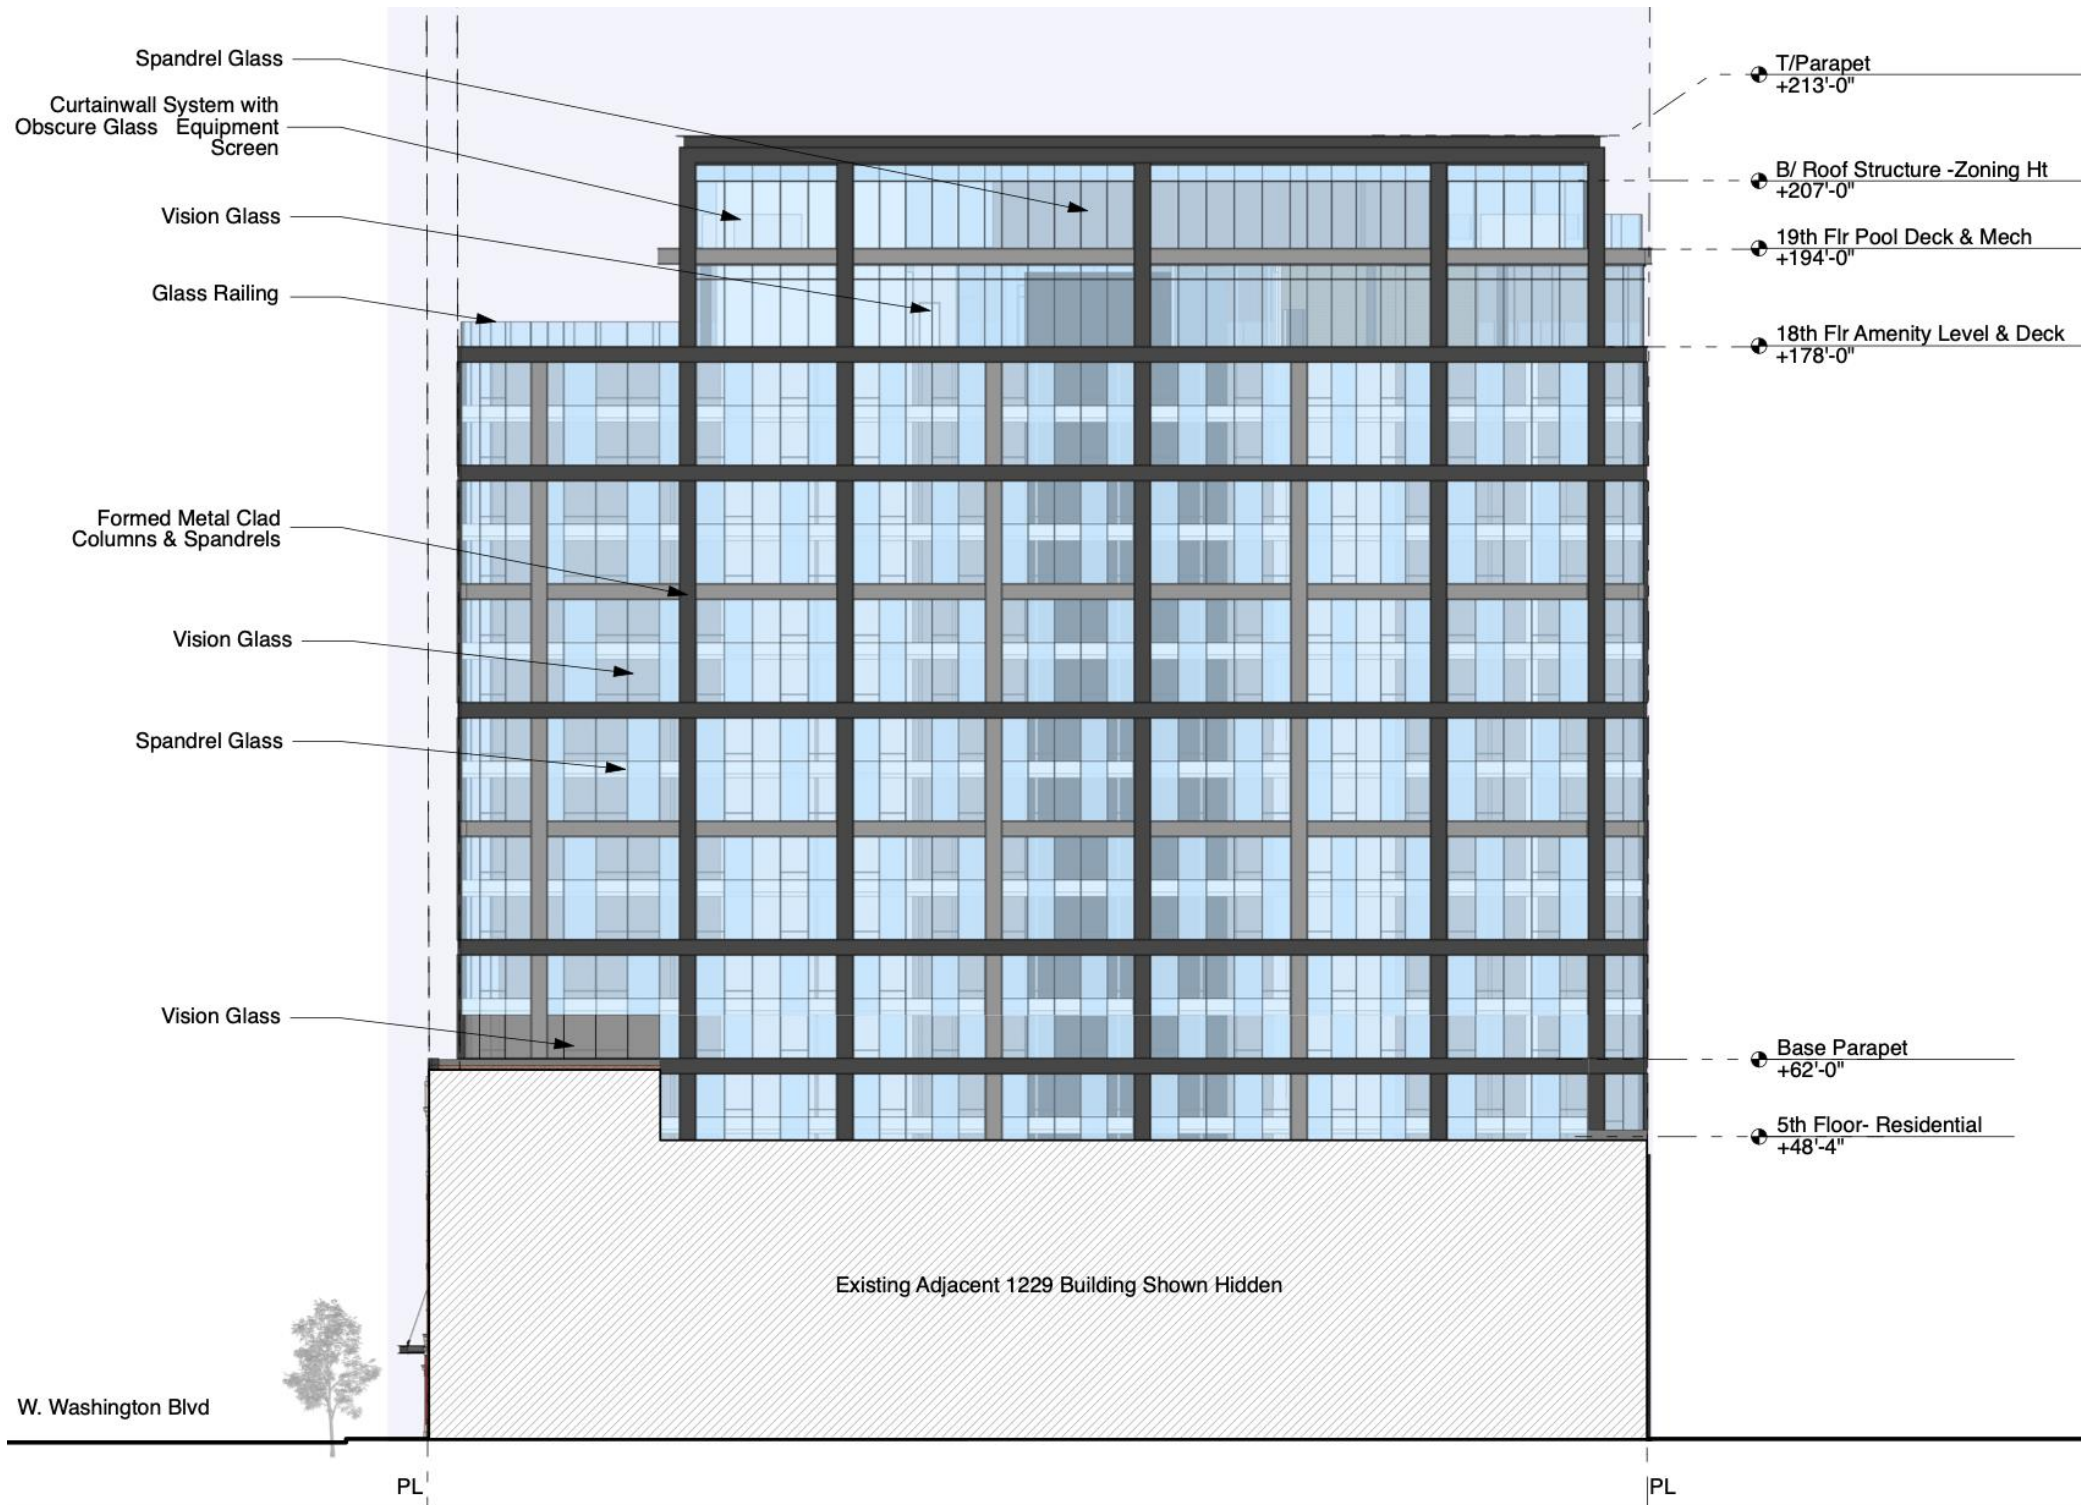 Spandrel Glass
Curtainwall System with
Obscure Glass Equipment
Screen
Vision Glass
Glass Railing
Formed Metal Clad
Columns & Spandrels
Vision Glass
Spandrel Glass
Vision Glass
T/Parapet
+213'-0"
B/ Roof Structure -Zoning Ht
+207'-0"
19th Flr Pool Deck & Mech
+194'-0"
18th Flr Amenity Level & Deck
+178'-0"
Base Parapet
+62'-0"
5th Floor- Residential
+48'-4"
Existing Adjacent 1229 Building Shown Hidden
W. Washington Blvd
PL
PL